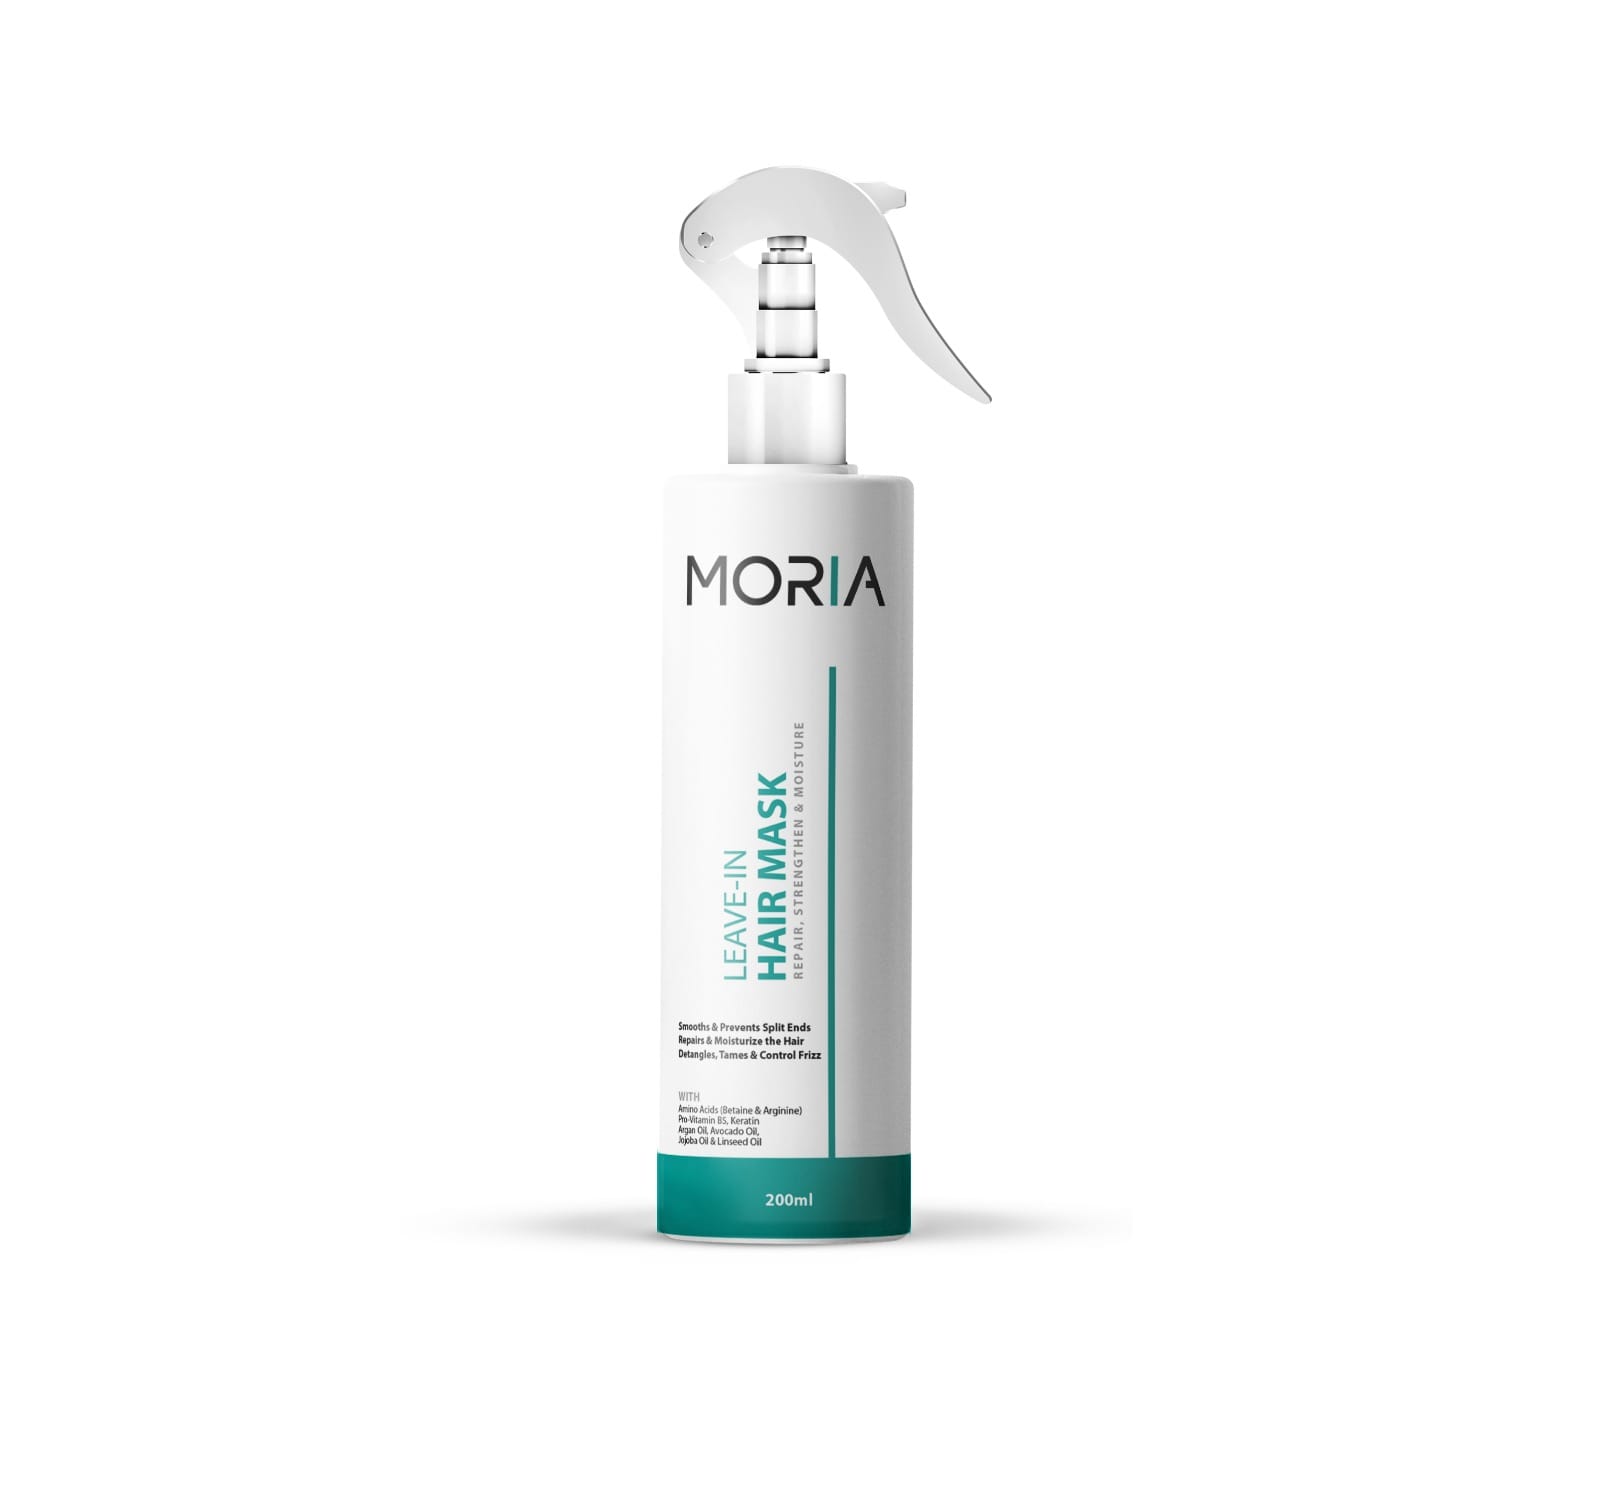 MORIA
LEAVE-IN
HAIR MASK
REPAIR, STRENGTHEN & MOISTURE
Smooths & Prevents Split Ends
Repairs & Moisturize the Hair
Detangles, Tames & Control Frizz
WITH
Amino Acids (Betaine & Arginine)
Pro-Vitamin B5, Keratin
Argan Oil, Avocado Oil,
Jojoba Oil & Linseed Oil
200ml